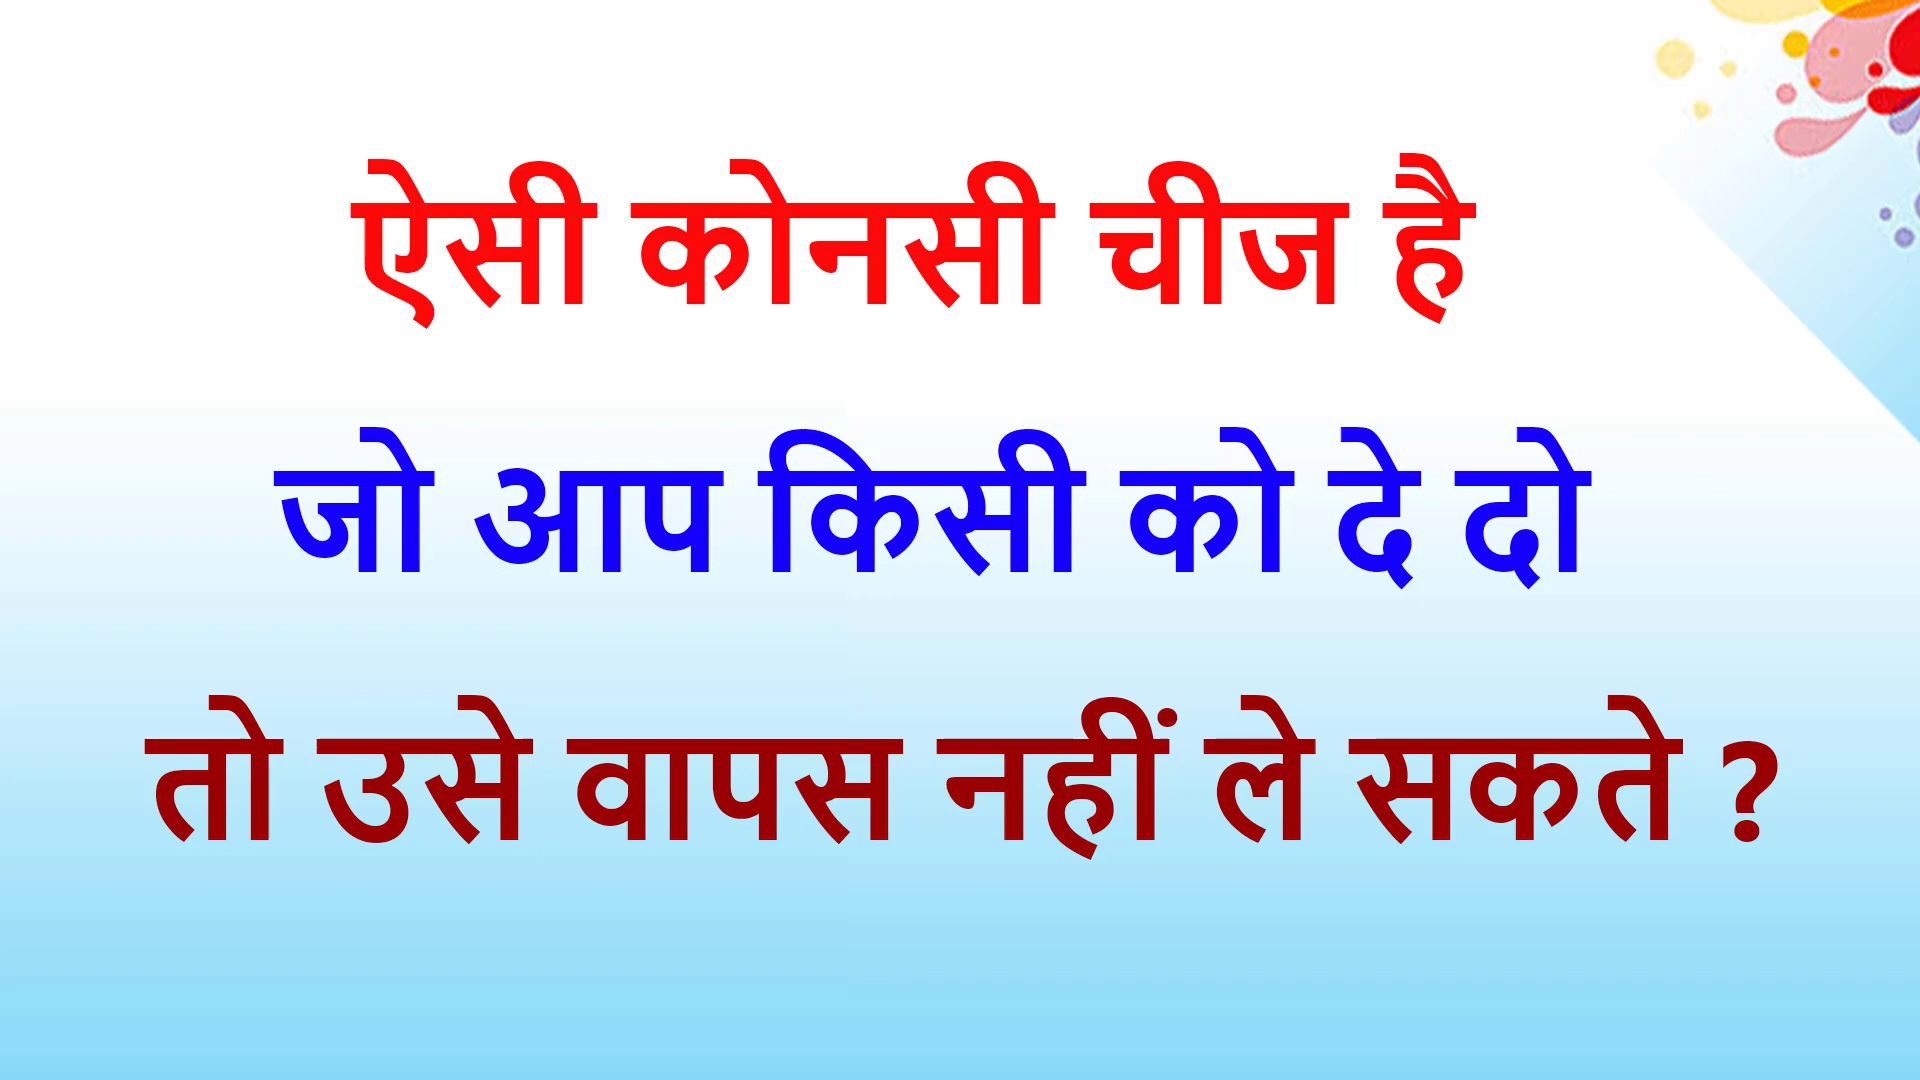 ऐसी कोनसी चीज है
जो आप किसी को दे दो
तो उसे वापस नहीं ले सकते ?